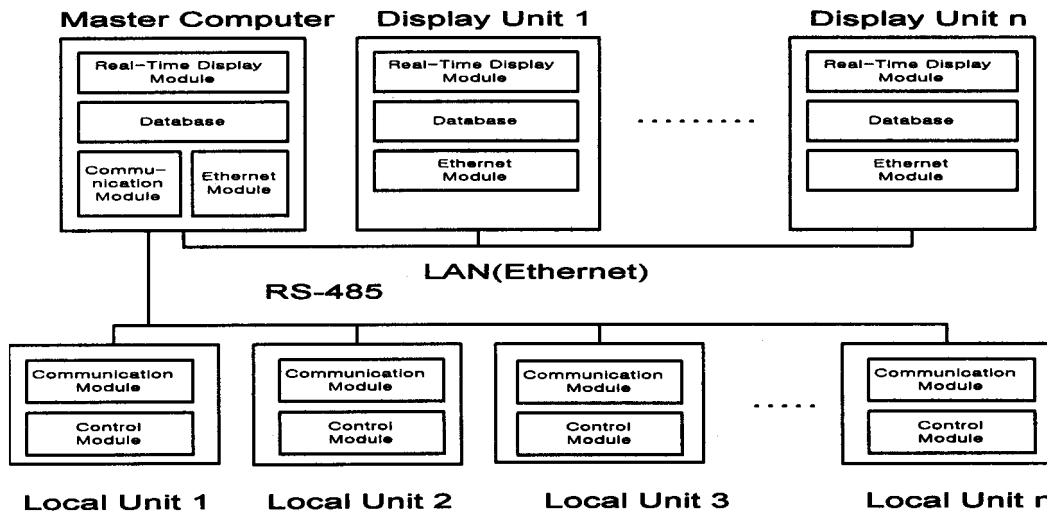 Master Computer
Display Unit 1
Display Unit n
Real-Time Display
Module
Database
Commu-
nication
Module
Ethernet
Module
Real-Time Display
Module
Database
Ethernet
Module
Real-Time Display
Module
Database
Ethernet
Module
LAN(Ethernet)
RS-485
Communication
Module
Control
Module
Communication
Module
Control
Module
Communication
Module
Control
Module
Communication
Module
Control
Module
Local Unit 1
Local Unit 2
Local Unit 3
Local Unit n